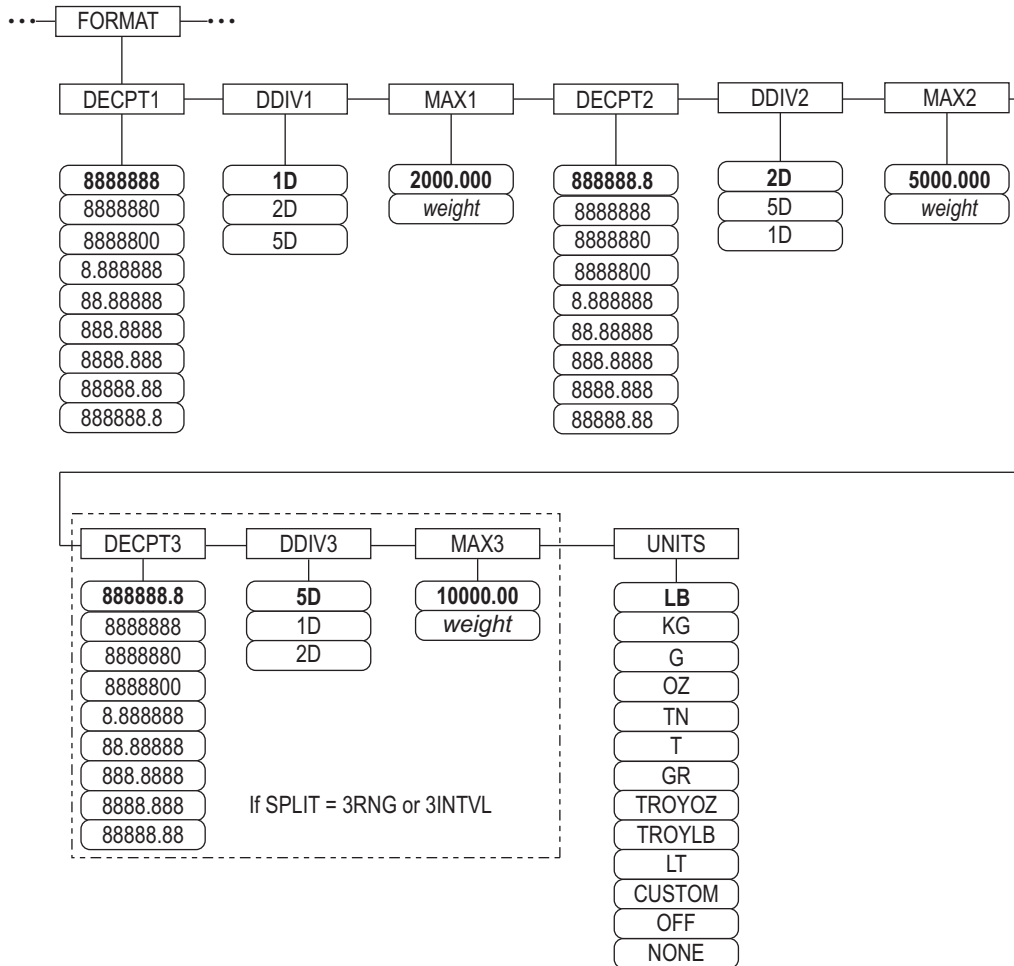 ••• FORMAT •••
DECPT1 DDIV1 MAX1 DECPT2 DDIV2 MAX2
8888888 1D 2000.000 888888.8 2D 5000.000
8888880 2D weight 8888888 5D weight
8888800 5D 8888880 1D
8.888888 8888800
88.88888 8.888888
888.8888 88.88888
8888.888 888.8888
88888.88 8888.888
888888.8 88888.88
DECPT3 DDIV3 MAX3 UNITS
888888.8 5D 10000.00 LB
8888888 1D weight KG
8888880 2D G
8888800 OZ
8.888888 TN
88.88888 T
888.8888 GR
8888.888 If SPLIT = 3RNG or 3INTVL TROYOZ
88888.88 TROYLB
LT
CUSTOM
OFF
NONE